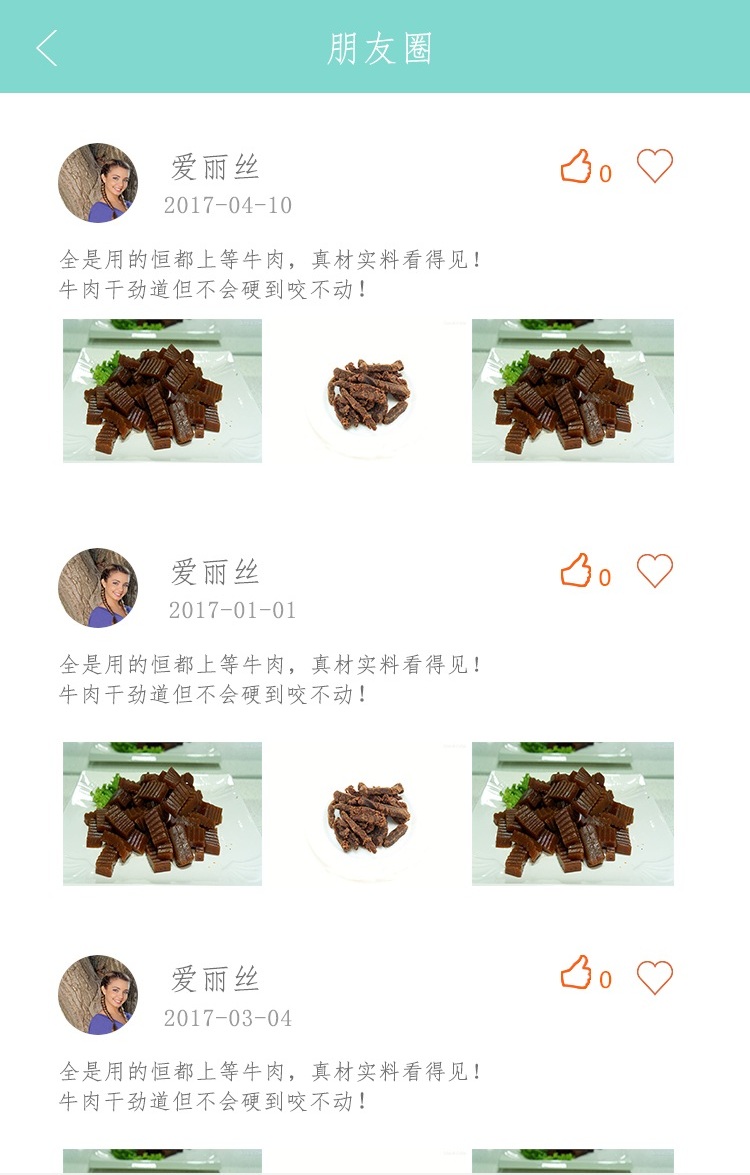 朋友圈
爱丽丝
0
2017-04-10
全是用的恒都上等牛肉，真材实料看得见！
牛肉干劲道但不会硬到咬不动！
爱丽丝
0
2017-01-01
全是用的恒都上等牛肉，真材实料看得见！
牛肉干劲道但不会硬到咬不动！
爱丽丝
0
2017-03-04
全是用的恒都上等牛肉，真材实料看得见！
牛肉干劲道但不会硬到咬不动！